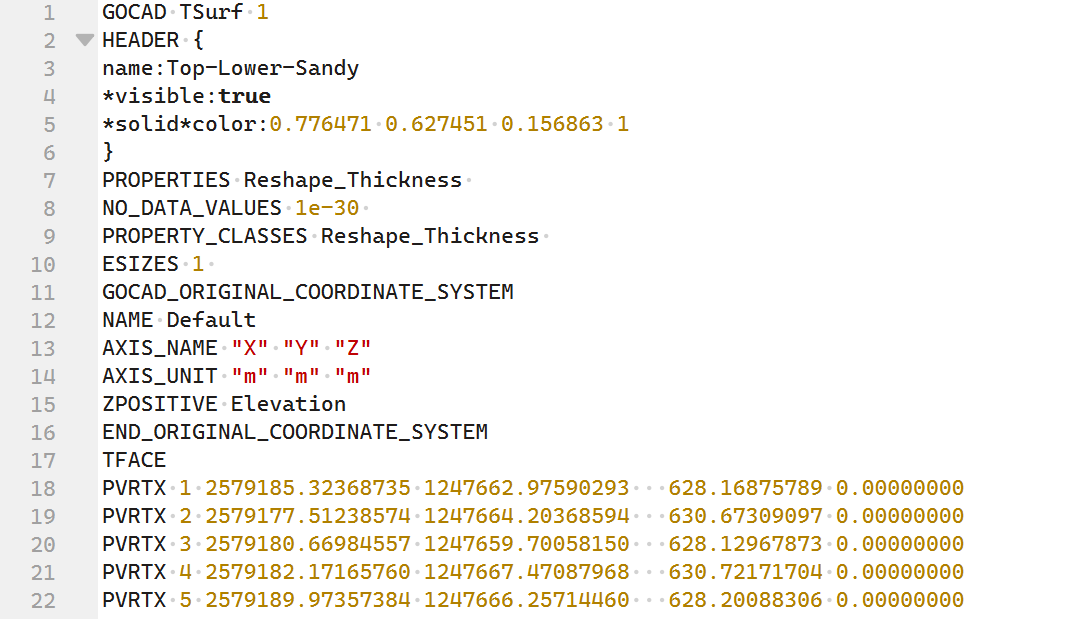 1 GOCAD TSurf 1
2 HEADER {
3 name:Top-Lower-Sandy
4 *visible:true
5 *solid*color:0.776471 0.627451 0.156863 1
6 }
7 PROPERTIES Reshape_Thickness
8 NO_DATA_VALUES 1e-30
9 PROPERTY_CLASSES Reshape_Thickness
10 ESIZES 1
11 GOCAD_ORIGINAL_COORDINATE_SYSTEM
12 NAME Default
13 AXIS_NAME "X" "Y" "Z"
14 AXIS_UNIT "m" "m" "m"
15 ZPOSITIVE Elevation
16 END_ORIGINAL_COORDINATE_SYSTEM
17 TFACE
18 PVRTX 1 2579185.32368735 1247662.97590293   628.16875789 0.00000000
19 PVRTX 2 2579177.51238574 1247664.20368594   630.67309097 0.00000000
20 PVRTX 3 2579180.66984557 1247659.70058150   628.12967873 0.00000000
21 PVRTX 4 2579182.17165760 1247667.47087968   630.72171704 0.00000000
22 PVRTX 5 2579189.97357384 1247666.25714460   628.20088306 0.00000000